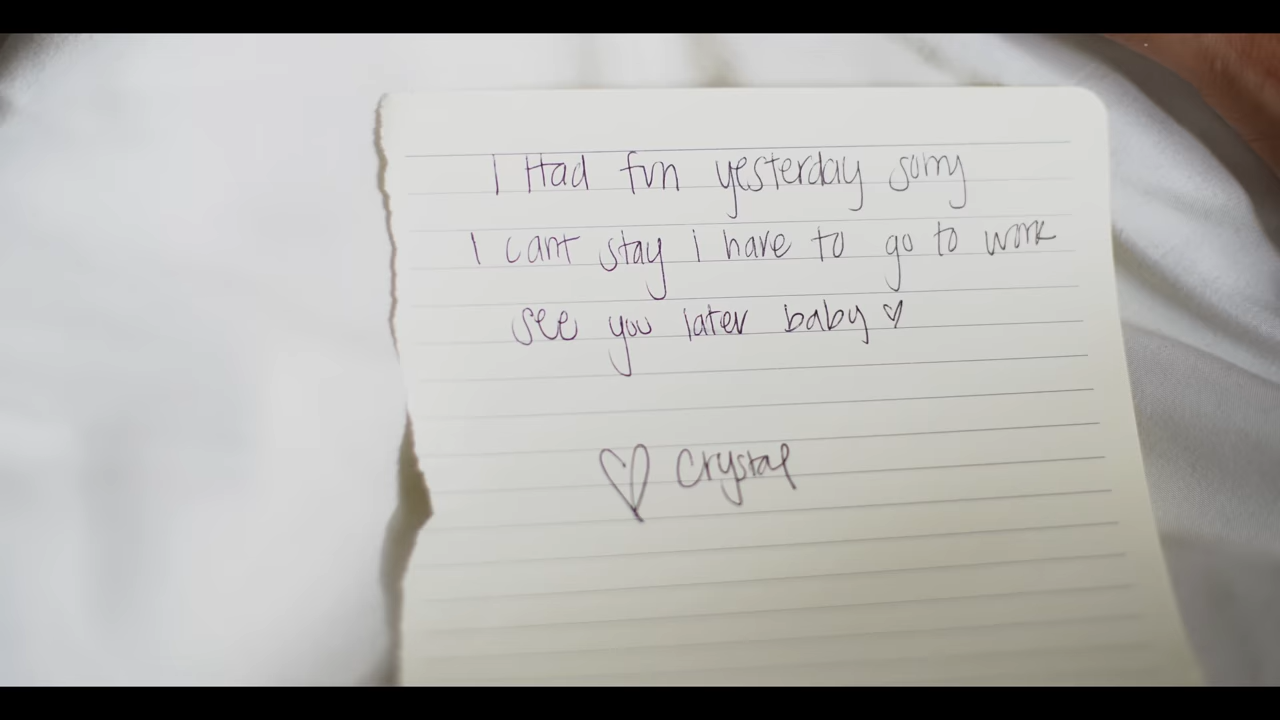 I Had fun yesterday sorry
I cant stay i have to go to work
see you later baby ♡
♡ Crystal